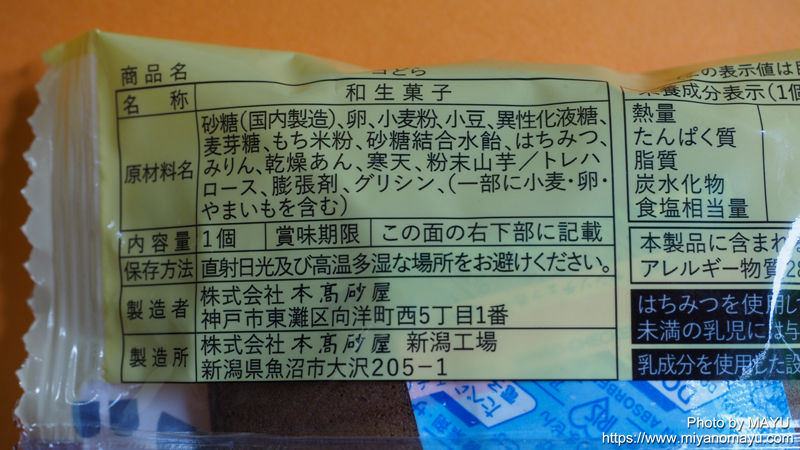 商品名
名称 和生菓子
原材料名 砂糖(国内製造)、卵、小麦粉、小豆、異性化液糖、
麦芽糖、もち米粉、砂糖結合水飴、はちみつ、
みりん、乾燥あん、寒天、粉末山芋／トレハ
ロース、膨張剤、グリシン、(一部に小麦・卵・
やまいもを含む)
内容量 1個 賞味期限 この面の右下部に記載
保存方法 直射日光及び高温多湿な場所をお避けください。
製造者 株式会社 本髙砂屋
神戸市東灘区向洋町西5丁目1番
製造所 株式会社 本髙砂屋 新潟工場
新潟県魚沼市大沢205-1
の表示値は
栄養成分表示(1個
熱量
たんぱく質
脂質
炭水化物
食塩相当量
本製品に含まれ
アレルギー物質
はちみつを使用し
未満の乳児には与
乳成分を使用した設
Photo by MAYU
https://www.miyanomayu.com/